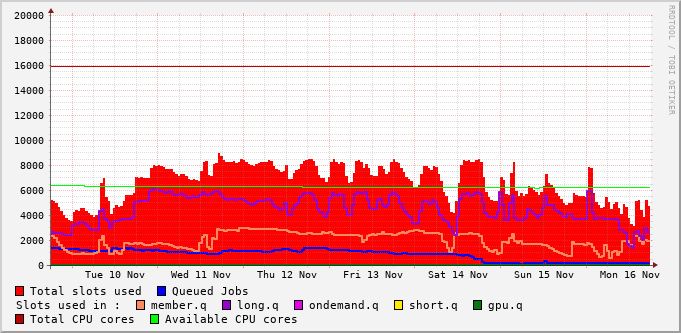 20000
18000
16000
14000
12000
10000
8000
6000
4000
2000
0
Tue 10 Nov Wed 11 Nov Thu 12 Nov Fri 13 Nov Sat 14 Nov Sun 15 Nov Mon 16 Nov
Total slots used Queued Jobs
Slots used in : member.q long.q ondemand.q short.q gpu.q
Total CPU cores Available CPU cores
RRDTOOL / TOBI OETIKER